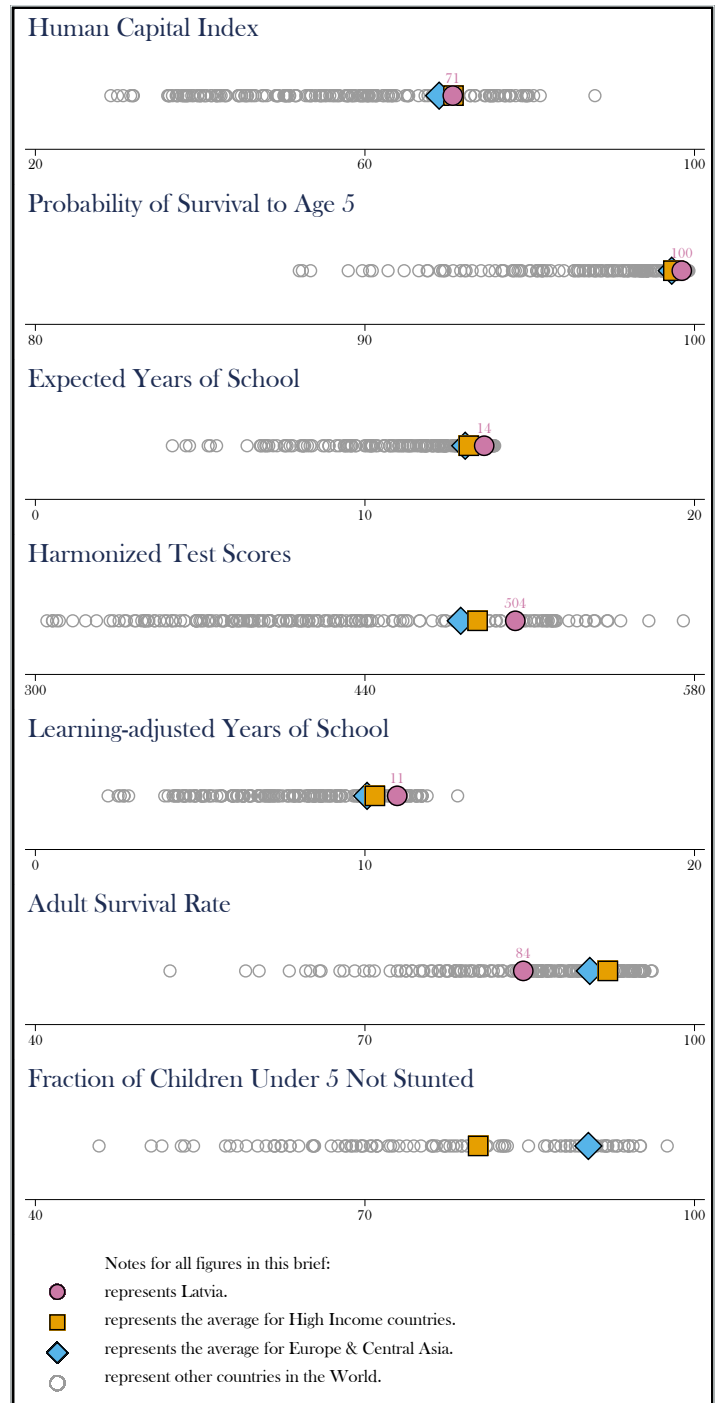 Human Capital Index
71
20 60 100
Probability of Survival to Age 5
100
80 90 100
Expected Years of School
14
0 10 20
Harmonized Test Scores
504
300 440 580
Learning-adjusted Years of School
11
0 10 20
Adult Survival Rate
84
40 70 100
Fraction of Children Under 5 Not Stunted
40 70 100
Notes for all figures in this brief:
represents Latvia.
represents the average for High Income countries.
represents the average for Europe & Central Asia.
represent other countries in the World.